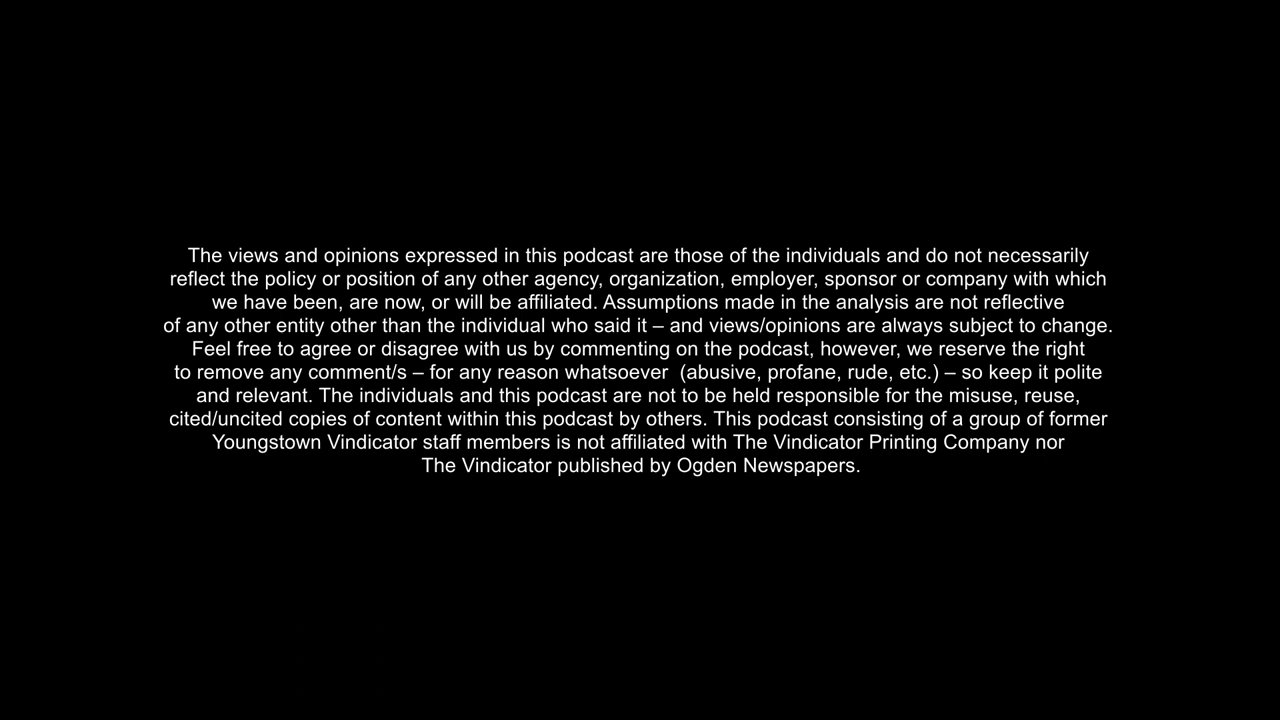 The views and opinions expressed in this podcast are those of the individuals and do not necessarily
reflect the policy or position of any other agency, organization, employer, sponsor or company with which
we have been, are now, or will be affiliated. Assumptions made in the analysis are not reflective
of any other entity other than the individual who said it – and views/opinions are always subject to change.
Feel free to agree or disagree with us by commenting on the podcast, however, we reserve the right
to remove any comment/s – for any reason whatsoever  (abusive, profane, rude, etc.) – so keep it polite
and relevant. The individuals and this podcast are not to be held responsible for the misuse, reuse,
cited/uncited copies of content within this podcast by others. This podcast consisting of a group of former
Youngstown Vindicator staff members is not affiliated with The Vindicator Printing Company nor
The Vindicator published by Ogden Newspapers.